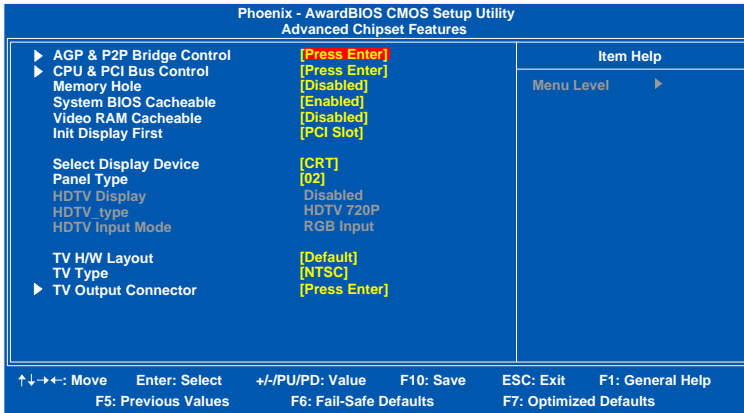 Phoenix - AwardBIOS CMOS Setup Utility
Advanced Chipset Features
AGP & P2P Bridge Control [Press Enter]
CPU & PCI Bus Control [Press Enter]
Memory Hole [Disabled]
System BIOS Cacheable [Enabled]
Video RAM Cacheable [Disabled]
Init Display First [PCI Slot]
Select Display Device [CRT]
Panel Type [02]
HDTV Display Disabled
HDTV_type HDTV 720P
HDTV Input Mode RGB Input
TV H/W Layout [Default]
TV Type [NTSC]
TV Output Connector [Press Enter]
Item Help
Menu Level
↑↓→←: Move Enter: Select +/-/PU/PD: Value F10: Save ESC: Exit F1: General Help
F5: Previous Values F6: Fail-Safe Defaults F7: Optimized Defaults